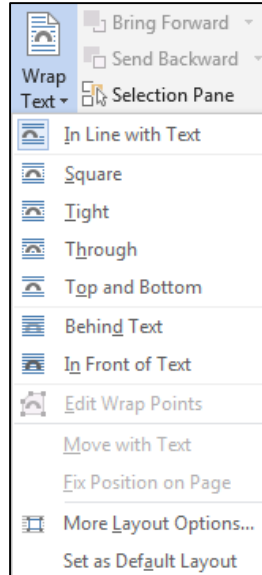 Bring Forward
Send Backward
Wrap
Text
Selection Pane
In Line with Text
Square
Tight
Through
Top and Bottom
Behind Text
In Front of Text
Edit Wrap Points
Move with Text
Fix Position on Page
More Layout Options...
Set as Default Layout